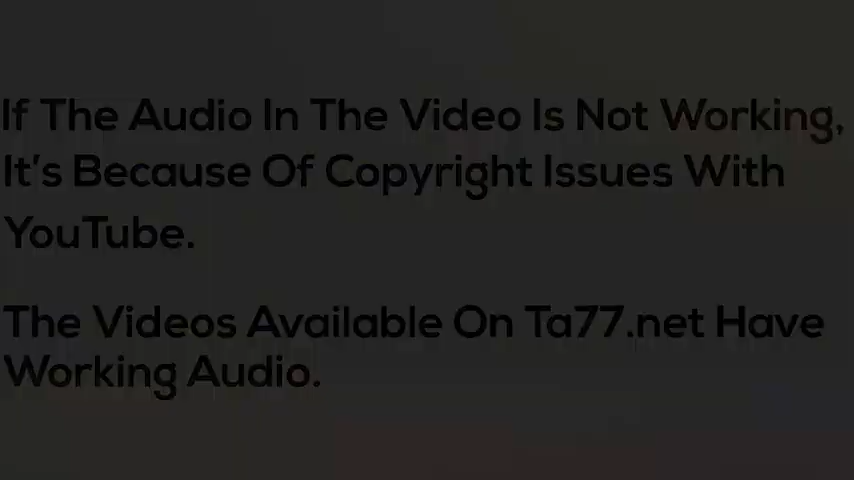 If The Audio In The Video Is Not Working,
It's Because Of Copyright Issues With
YouTube.
The Videos Available On Ta77.net Have
Working Audio.